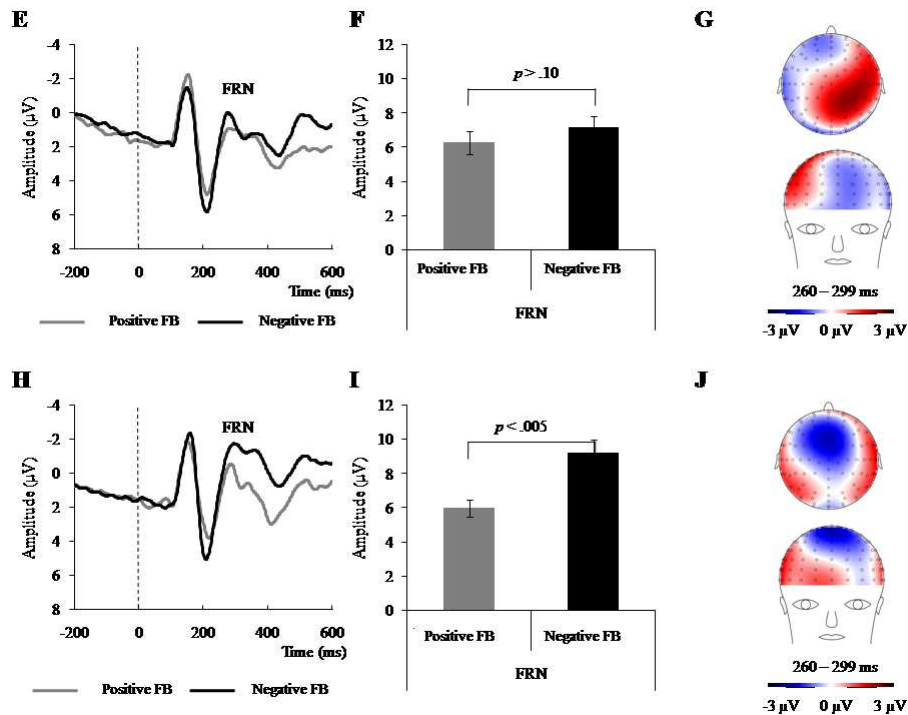 E
-4
-2
0
2
4
6
8
Amplitude (µV)
FRN
-200 0 200 400 600
Time (ms)
Positive FB Negative FB
F
12
10
8
6
4
2
0
Amplitude (µV)
p > .10
Positive FB Negative FB
FRN
G
260 – 299 ms
-3 µV 0 µV 3 µV
H
-4
-2
0
2
4
6
8
Amplitude (µV)
FRN
-200 0 200 400 600
Time (ms)
Positive FB Negative FB
I
12
10
8
6
4
2
0
Amplitude (µV)
p < .005
Positive FB Negative FB
FRN
J
260 – 299 ms
-3 µV 0 µV 3 µV